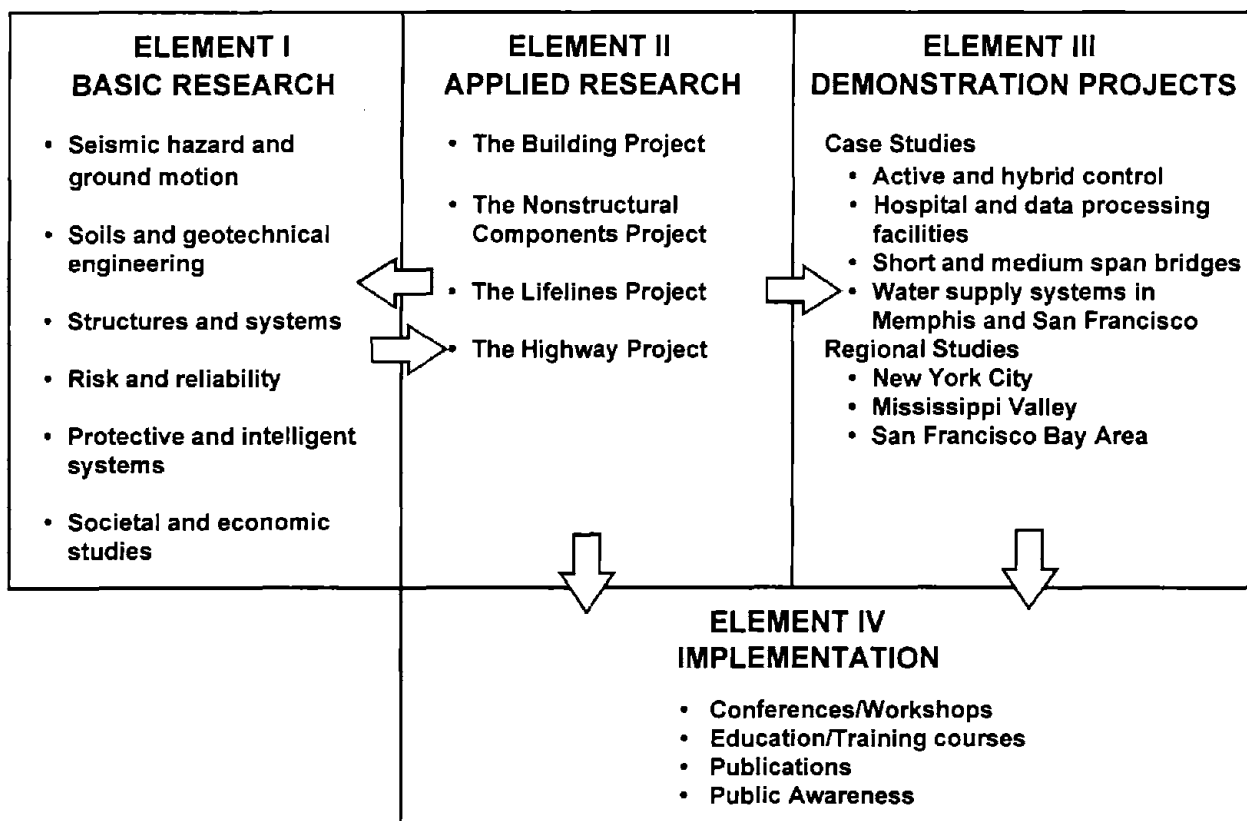 ELEMENT I
BASIC RESEARCH
• Seismic hazard and
ground motion
• Soils and geotechnical
engineering
• Structures and systems
• Risk and reliability
• Protective and intelligent
systems
• Societal and economic
studies
ELEMENT II
APPLIED RESEARCH
• The Building Project
• The Nonstructural
Components Project
• The Lifelines Project
• The Highway Project
ELEMENT III
DEMONSTRATION PROJECTS
Case Studies
• Active and hybrid control
• Hospital and data processing
facilities
• Short and medium span bridges
• Water supply systems in
Memphis and San Francisco
Regional Studies
• New York City
• Mississippi Valley
• San Francisco Bay Area
ELEMENT IV
IMPLEMENTATION
• Conferences/Workshops
• Education/Training courses
• Publications
• Public Awareness